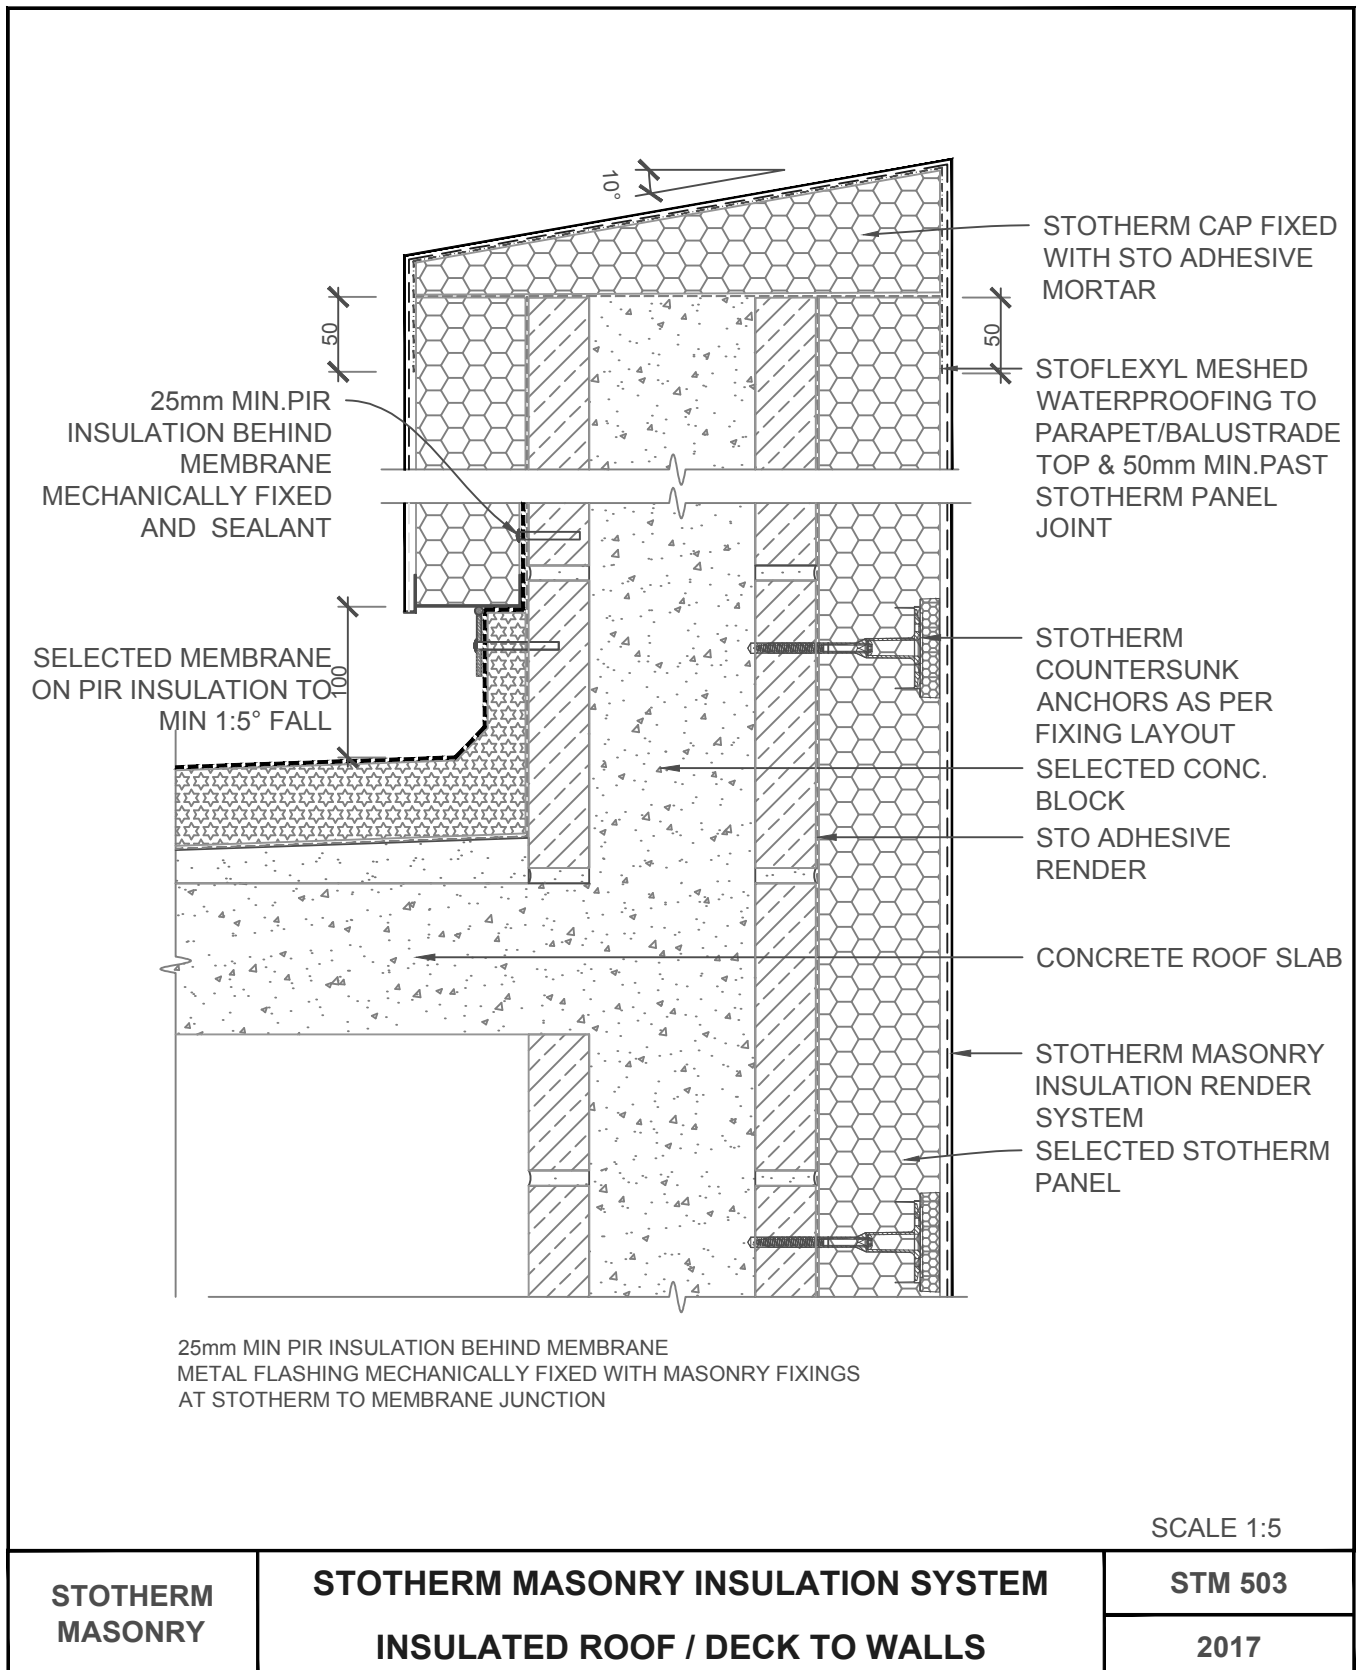 10°
STOTHERM CAP FIXED
WITH STO ADHESIVE
MORTAR
50
50
25mm MIN.PIR
INSULATION BEHIND
MEMBRANE
MECHANICALLY FIXED
AND SEALANT
STOFLEXYL MESHED
WATERPROOFING TO
PARAPET/BALUSTRADE
TOP & 50mm MIN.PAST
STOTHERM PANEL
JOINT
SELECTED MEMBRANE
ON PIR INSULATION TO
MIN 1:5° FALL
100
STOTHERM
COUNTERSUNK
ANCHORS AS PER
FIXING LAYOUT
SELECTED CONC.
BLOCK
STO ADHESIVE
RENDER
CONCRETE ROOF SLAB
STOTHERM MASONRY
INSULATION RENDER
SYSTEM
SELECTED STOTHERM
PANEL
25mm MIN PIR INSULATION BEHIND MEMBRANE
METAL FLASHING MECHANICALLY FIXED WITH MASONRY FIXINGS
AT STOTHERM TO MEMBRANE JUNCTION
SCALE 1:5
STOTHERM
MASONRY
STOTHERM MASONRY INSULATION SYSTEM
INSULATED ROOF / DECK TO WALLS
STM 503
2017